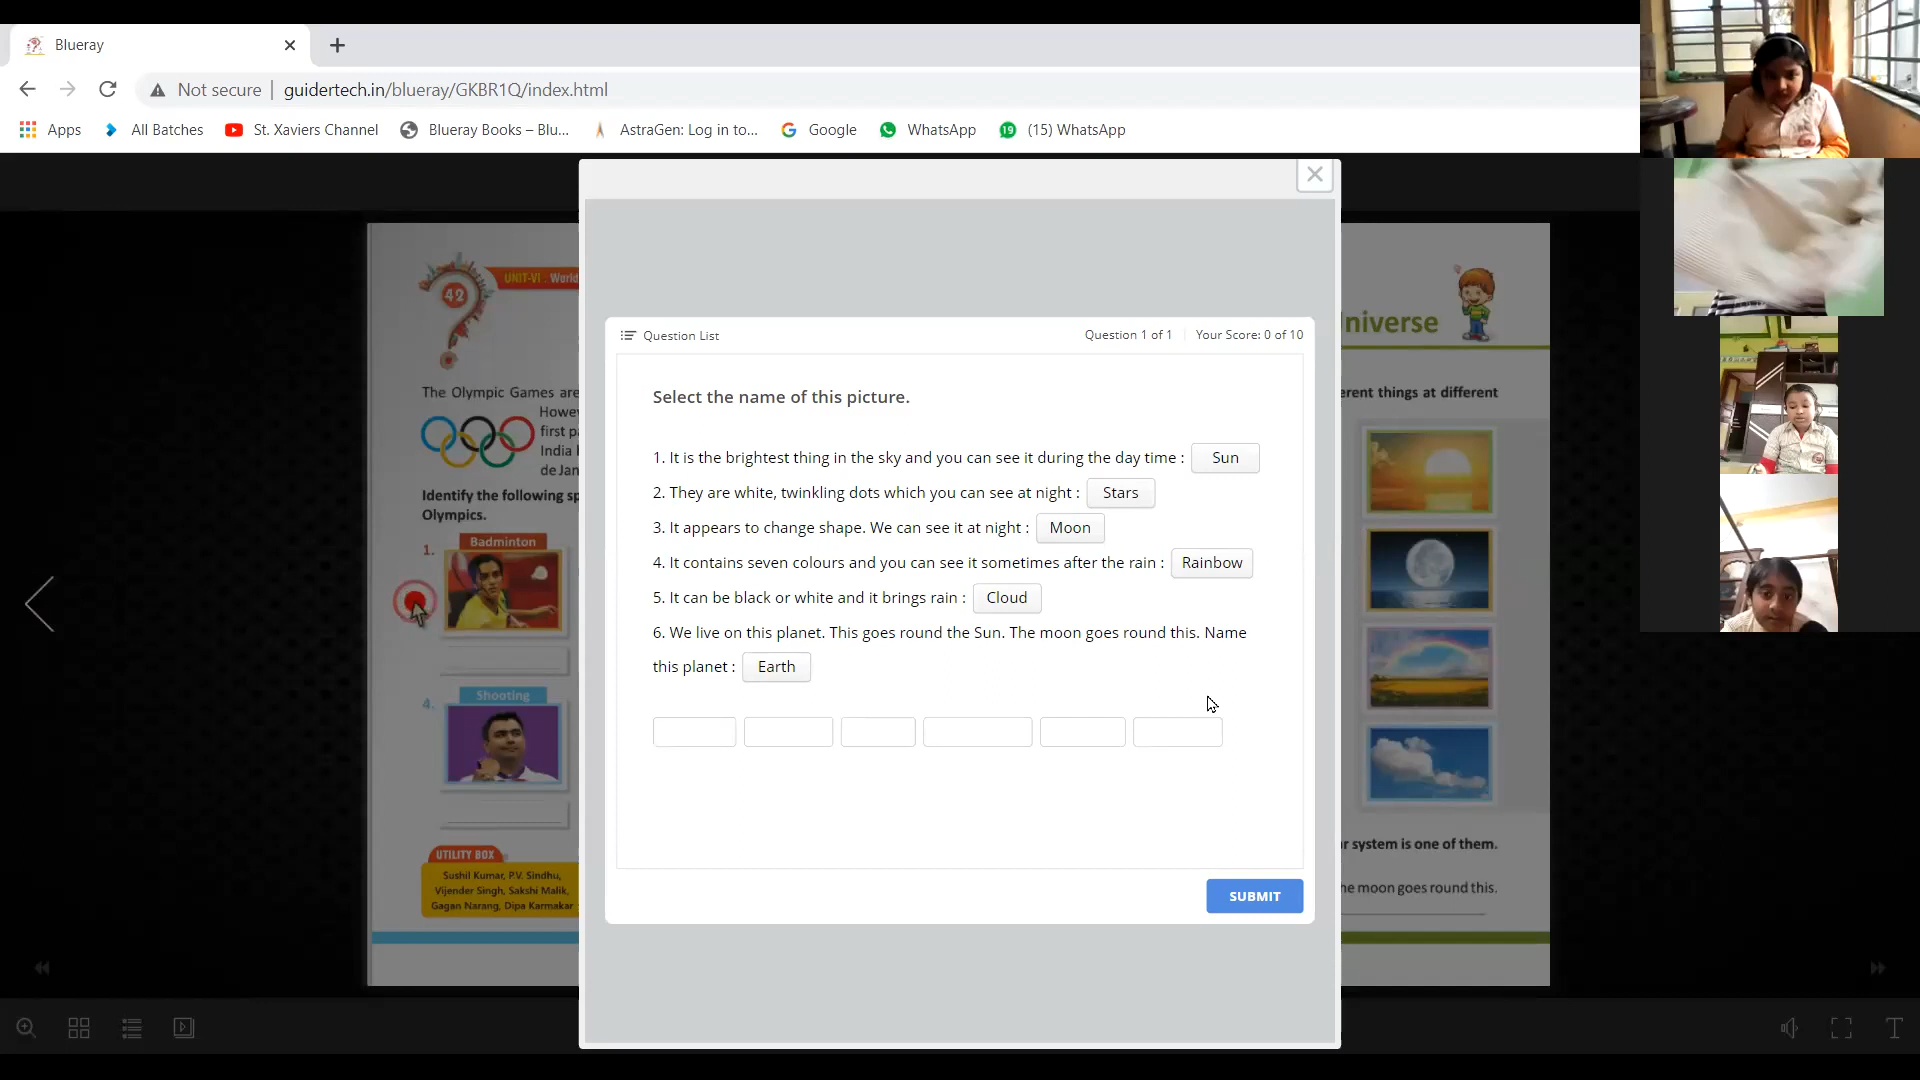 Blueray
Not secure
guidertech.in/blueray/GKBR1Q/index.html
Apps
All Batches
St. Xaviers Channel
Blueray Books – Blu...
AstraGen: Log in to...
Google
WhatsApp
19
(15) WhatsApp
42
UNIT-VI : World
The Olympic Games are
Howe
first p
India
de Jan
Identify the following sp
Olympics.
1.
Badminton
4.
Shooting
UTILITY BOX
Sushil Kumar, P.V. Sindhu,
Vijender Singh, Sakshi Malik,
Gagan Narang, Dipa Karmakar
Question List
Question 1 of 1
Your Score: 0 of 10
Select the name of this picture.
1. It is the brightest thing in the sky and you can see it during the day time : Sun
2. They are white, twinkling dots which you can see at night : Stars
3. It appears to change shape. We can see it at night : Moon
4. It contains seven colours and you can see it sometimes after the rain : Rainbow
5. It can be black or white and it brings rain : Cloud
6. We live on this planet. This goes round the Sun. The moon goes round this. Name
this planet : Earth
SUBMIT
niverse
erent things at different
r system is one of them.
he moon goes round this.